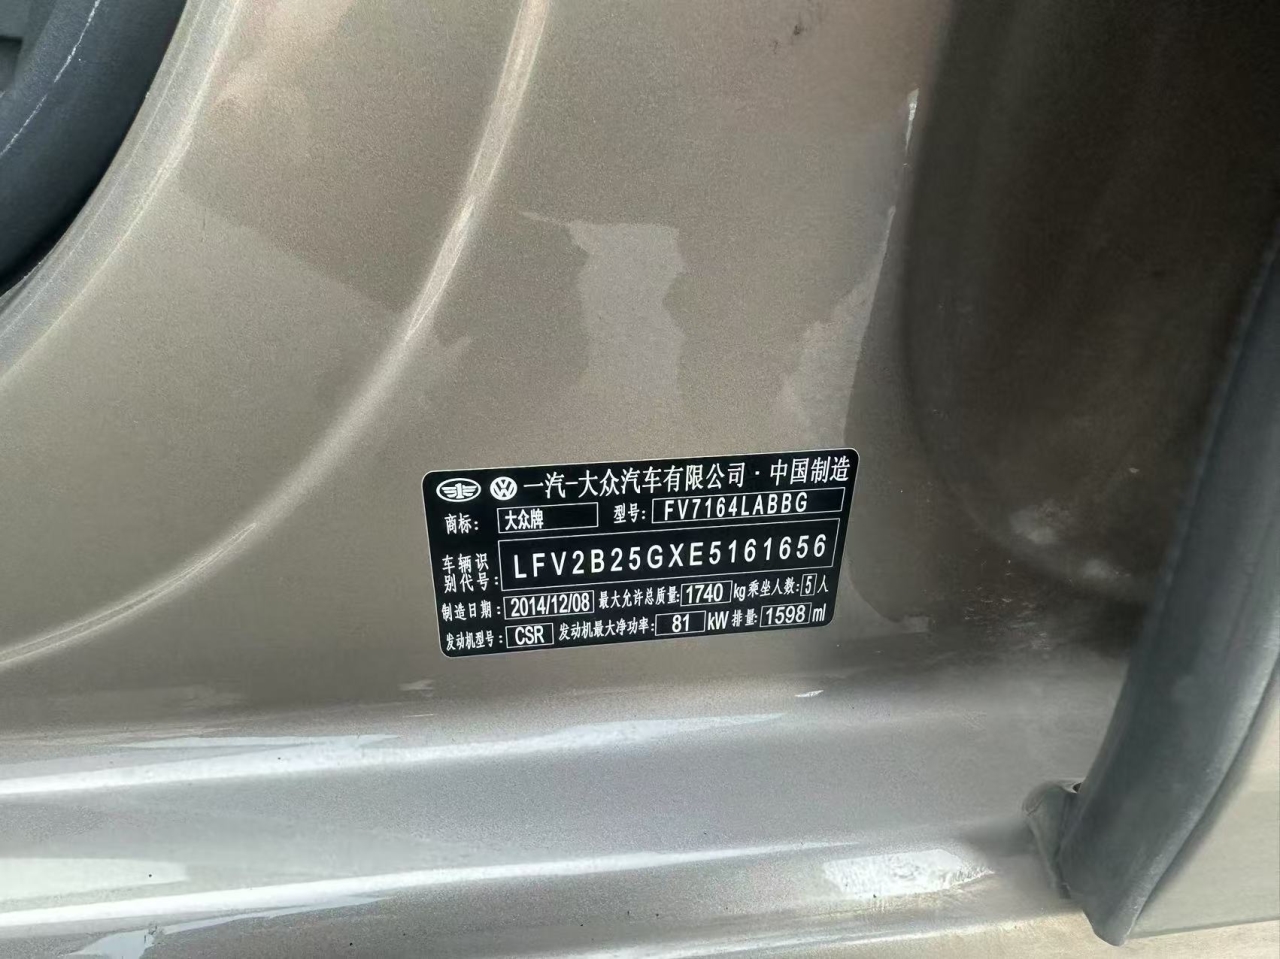 一汽-大众汽车有限公司·中国制造
商标: 大众牌 型号: FV7164LABBG
车辆识别代号: LFV2B25GXE5161656
制造日期: 2014/12/08 最大允许总质量: 1740 kg 乘坐人数: 5 人
发动机型号: CSR 发动机最大净功率: 81 kW 排量: 1598 ml